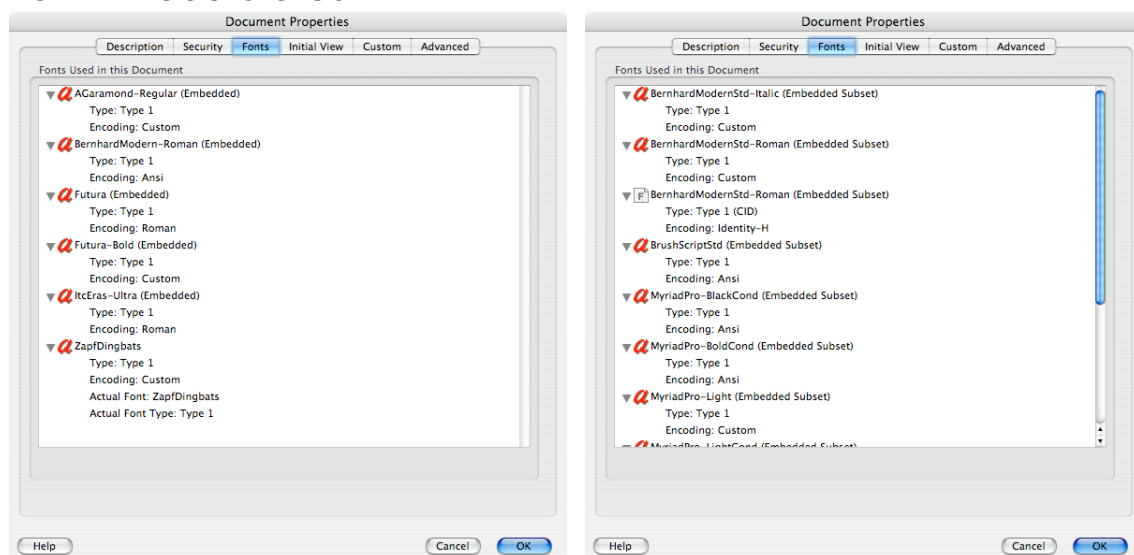 Document Properties
Description Security Fonts Initial View Custom Advanced
Fonts Used in this Document
AGaramond-Regular (Embedded)
Type: Type 1
Encoding: Custom
BernhardModern-Roman (Embedded)
Type: Type 1
Encoding: Ansi
Futura (Embedded)
Type: Type 1
Encoding: Roman
Futura-Bold (Embedded)
Type: Type 1
Encoding: Custom
ItcEras-Ultra (Embedded)
Type: Type 1
Encoding: Roman
ZapfDingbats
Type: Type 1
Encoding: Custom
Actual Font: ZapfDingbats
Actual Font Type: Type 1
Help Cancel OK
Document Properties
Description Security Fonts Initial View Custom Advanced
Fonts Used in this Document
BernhardModernStd-Italic (Embedded Subset)
Type: Type 1
Encoding: Custom
BernhardModernStd-Roman (Embedded Subset)
Type: Type 1
Encoding: Custom
BernhardModernStd-Roman (Embedded Subset)
Type: Type 1 (CID)
Encoding: Identity-H
BrushScriptStd (Embedded Subset)
Type: Type 1
Encoding: Ansi
MyriadPro-BlackCond (Embedded Subset)
Type: Type 1
Encoding: Ansi
MyriadPro-BoldCond (Embedded Subset)
Type: Type 1
Encoding: Ansi
MyriadPro-Light (Embedded Subset)
Type: Type 1
Encoding: Custom
MyriadPro-LightCond (Embedded Subset)
Help Cancel OK